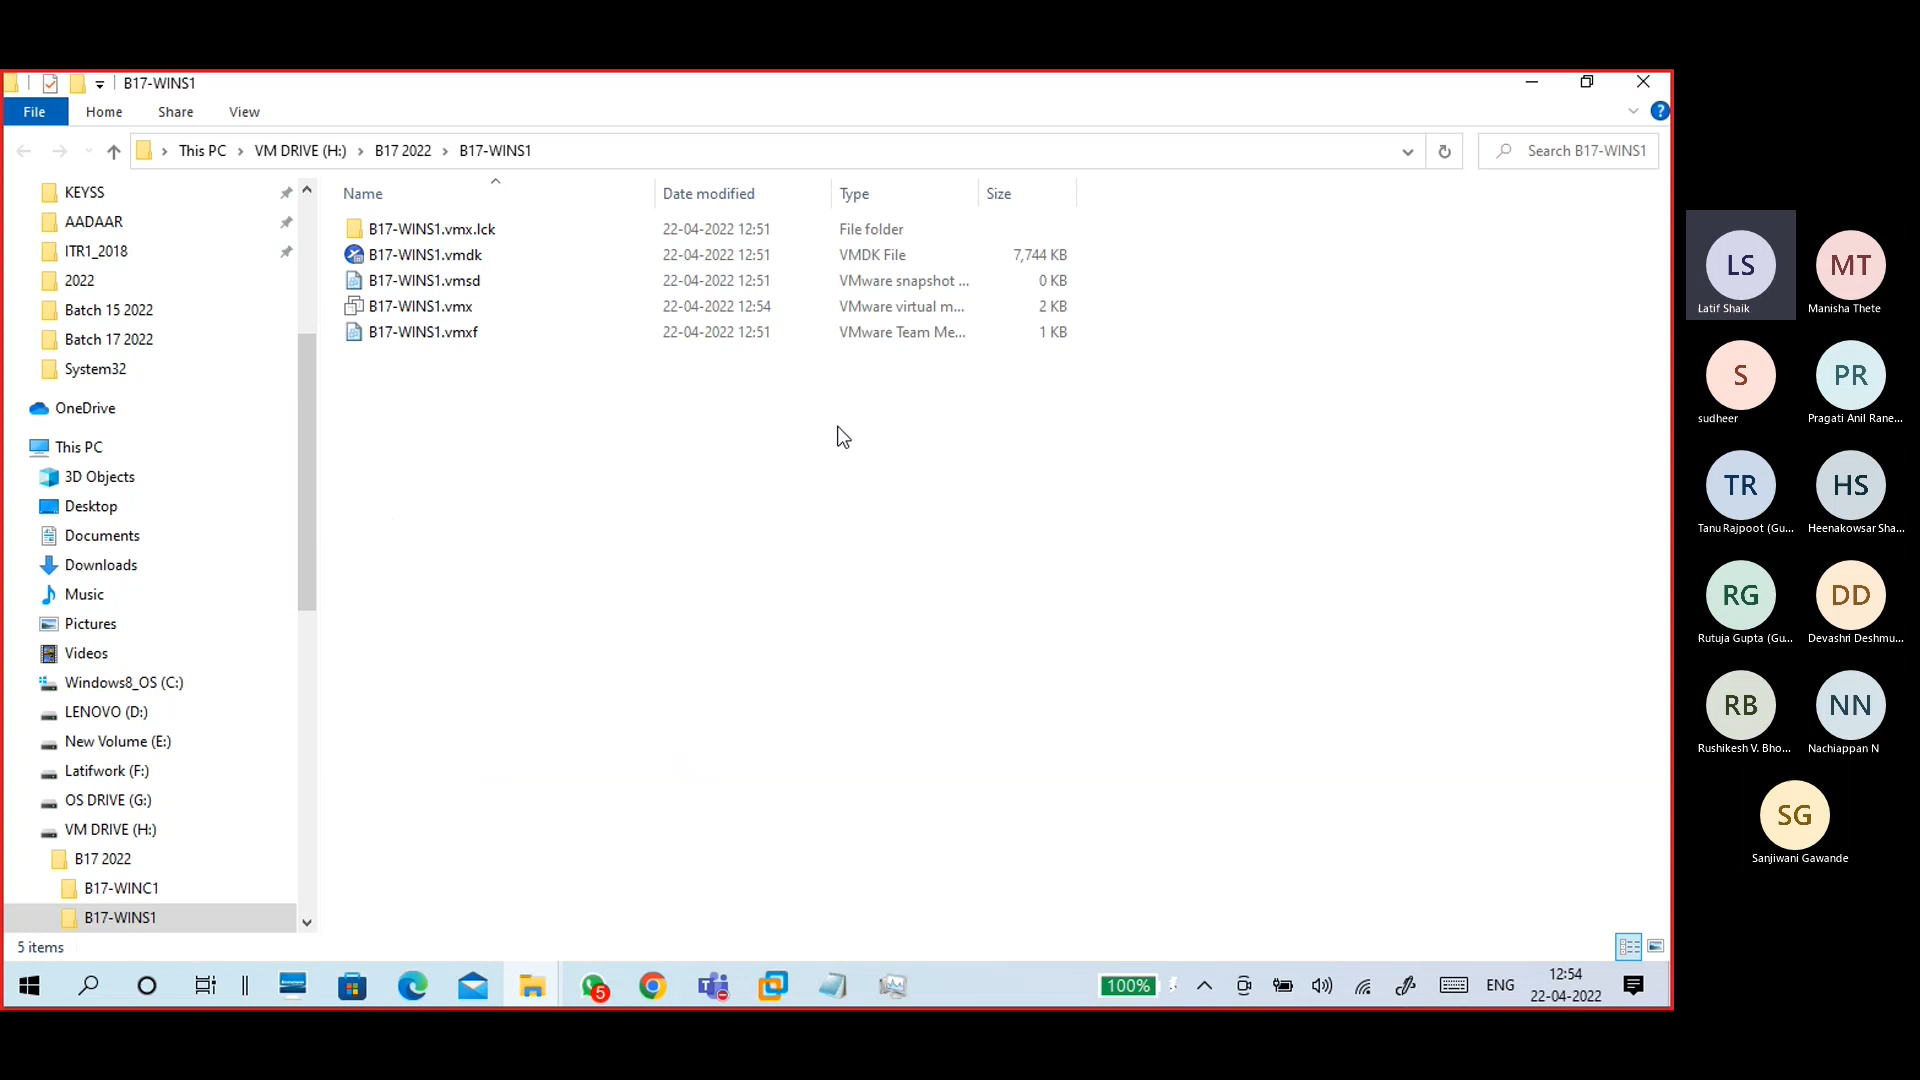 B17-WINS1
File Home Share View
This PC VM DRIVE (H:) B17 2022 B17-WINS1
Search B17-WINS1
KEYSS
AADAAR
ITR1_2018
2022
Batch 15 2022
Batch 17 2022
System32
OneDrive
This PC
3D Objects
Desktop
Documents
Downloads
Music
Pictures
Videos
Windows8_OS (C:)
LENOVO (D:)
New Volume (E:)
Latifwork (F:)
OS DRIVE (G:)
VM DRIVE (H:)
B17 2022
B17-WINC1
B17-WINS1
5 items
Name Date modified Type Size
B17-WINS1.vmx.lck 22-04-2022 12:51 File folder
B17-WINS1.vmdk 22-04-2022 12:51 VMDK File 7,744 KB
B17-WINS1.vmsd 22-04-2022 12:51 VMware snapshot ... 0 KB
B17-WINS1.vmx 22-04-2022 12:54 VMware virtual m... 2 KB
B17-WINS1.vmxf 22-04-2022 12:51 VMware Team Me... 1 KB
5
100%
ENG
12:54
22-04-2022
LS
Latif Shaik
MT
Manisha Thete
S
sudheer
PR
Pragati Anil Rane...
TR
Tanu Rajpoot (Gu...
HS
Heenakowsar Sha...
RG
Rutuja Gupta (Gu...
DD
Devashri Deshmu...
RB
Rushikesh V. Bho...
NN
Nachiappan N
SG
Sanjiwani Gawande